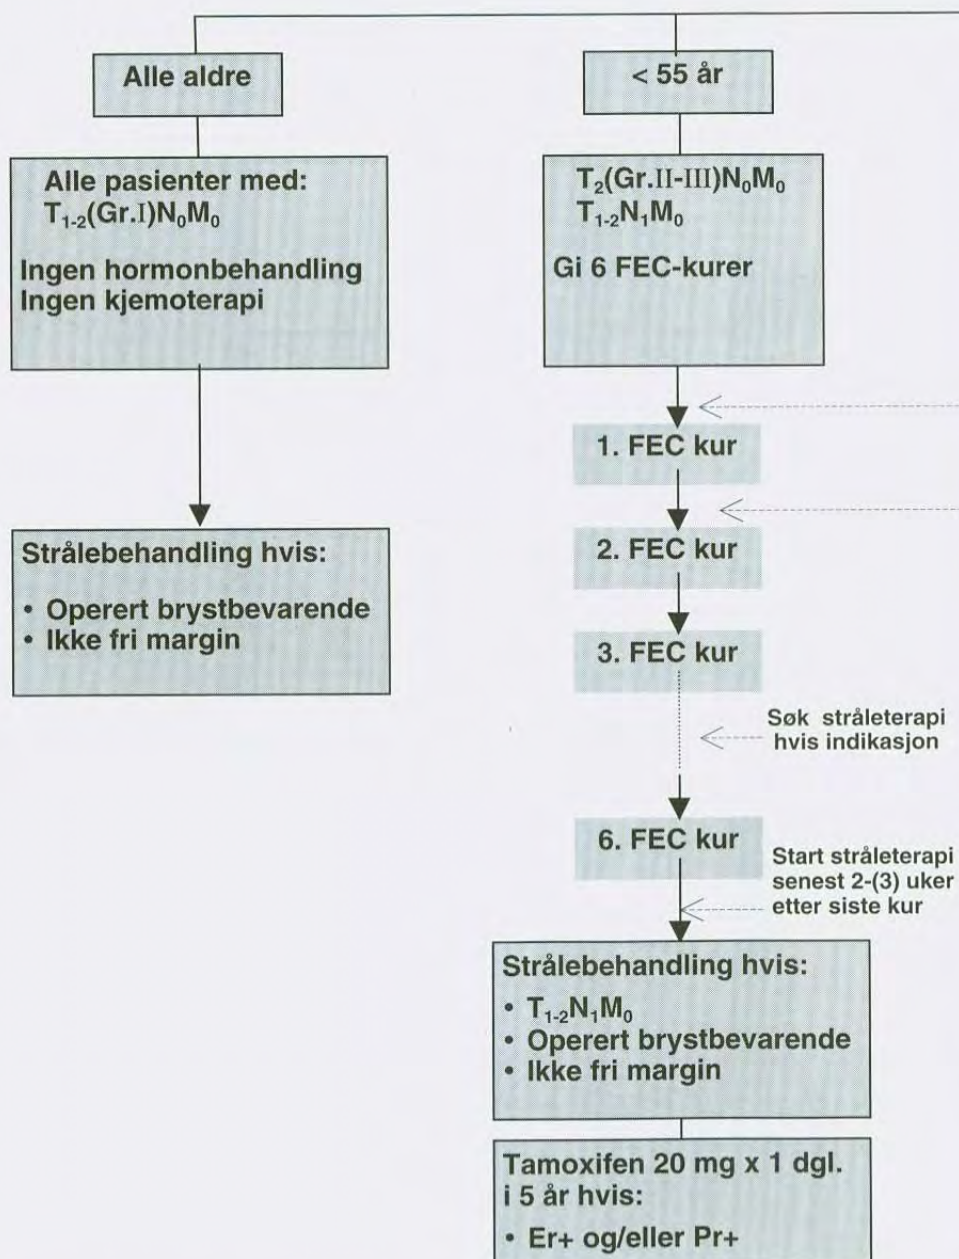 Alle aldre
Alle pasienter med:
T₁₋₂(Gr.I)N₀M₀
Ingen hormonbehandling
Ingen kjemoterapi
Strålebehandling hvis:
• Operert brystbevarende
• Ikke fri margin
< 55 år
T₂(Gr.II-III)N₀M₀
T₁₋₂N₁M₀
Gi 6 FEC-kurer
1. FEC kur
2. FEC kur
3. FEC kur
Søk stråleterapi
hvis indikasjon
6. FEC kur
Start stråleterapi
senest 2-(3) uker
etter siste kur
Strålebehandling hvis:
• T₁₋₂N₁M₀
• Operert brystbevarende
• Ikke fri margin
Tamoxifen 20 mg x 1 dgl.
i 5 år hvis:
• Er+ og/eller Pr+